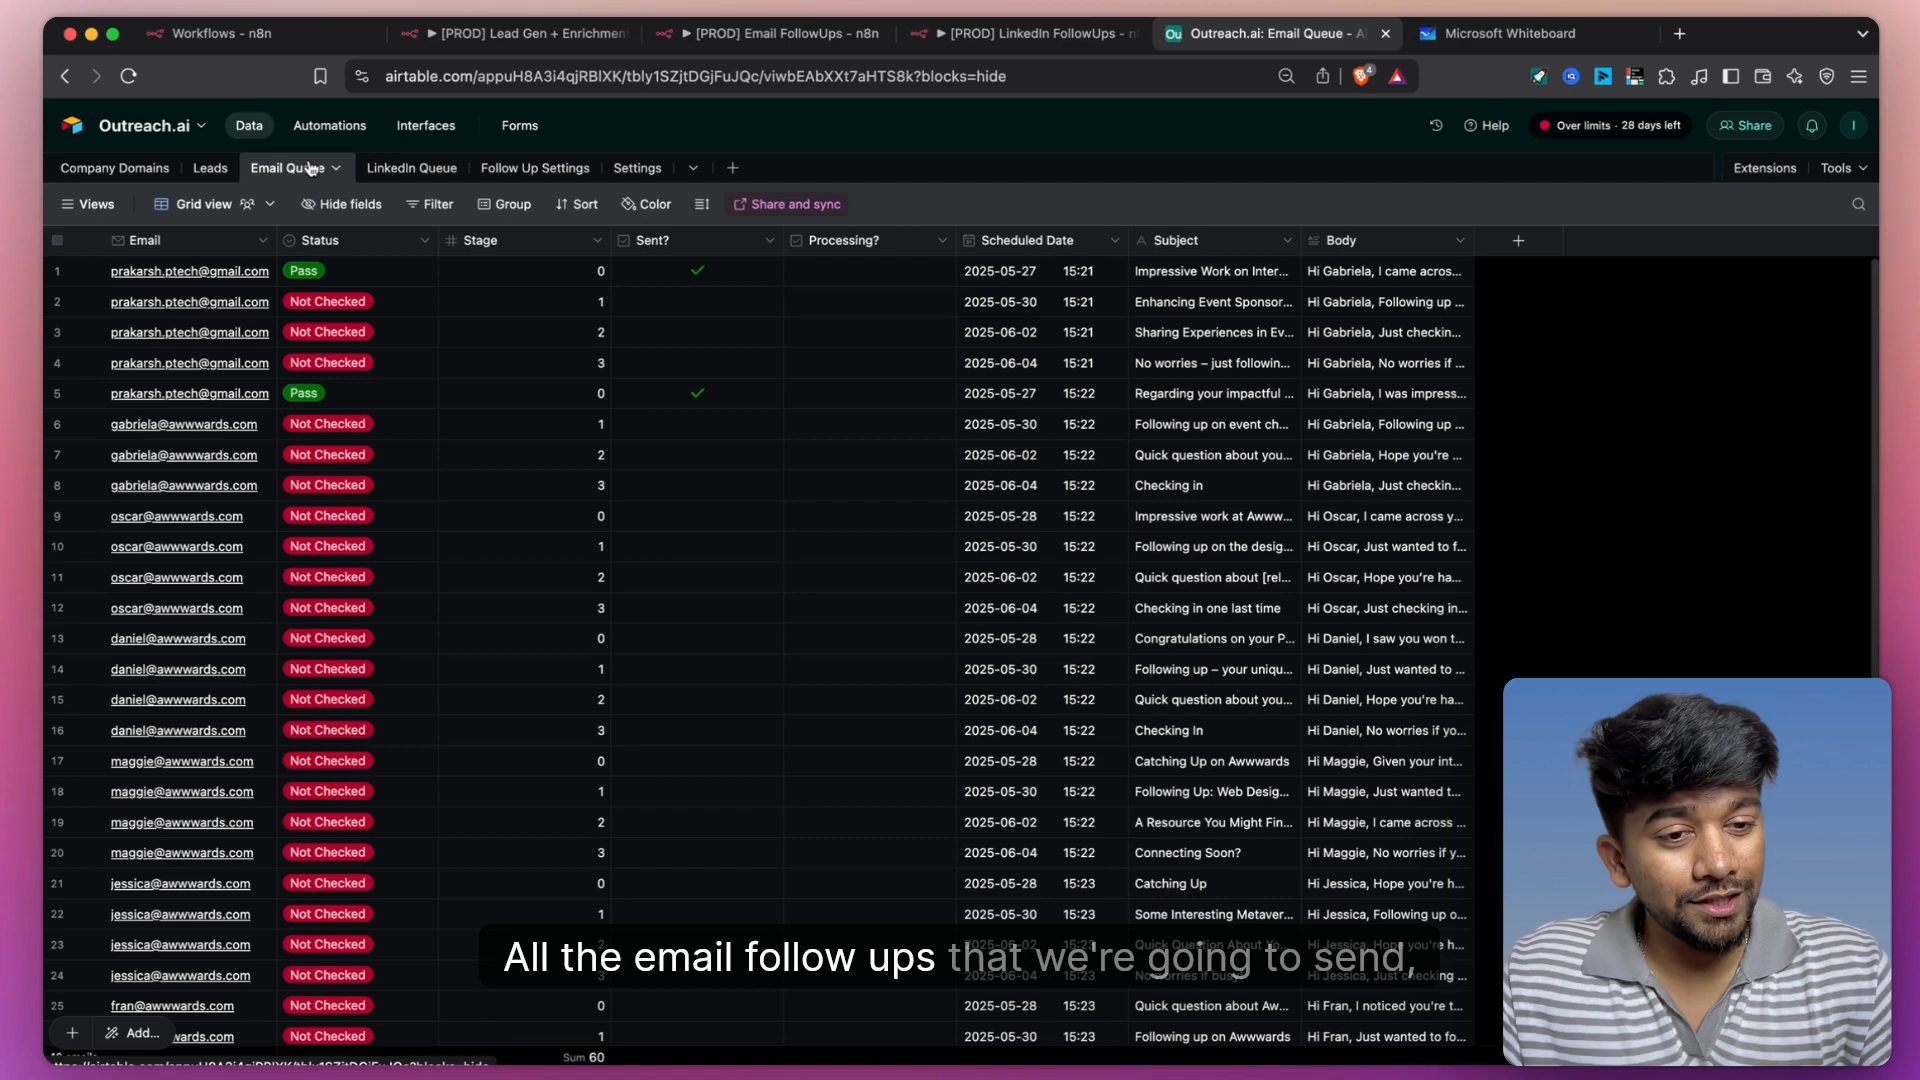 Workflows - n8n
[PROD] Lead Gen + Enrichment
[PROD] Email FollowUps - n8n
[PROD] LinkedIn FollowUps - n
Outreach.ai: Email Queue - A
Microsoft Whiteboard
airtable.com/appuH8A3i4qjRBlXK/tbly1SZjtDGjFuJQc/viwbEAbXXt7aHTS8k?blocks=hide
4
Outreach.ai Data Automations Interfaces Forms Help Over limits · 28 days left Share I
Company Domains Leads Email Queue LinkedIn Queue Follow Up Settings Settings Extensions Tools
Views Grid view Hide fields Filter Group Sort Color Share and sync
Email Status Stage Sent? Processing? Scheduled Date Subject Body
1 prakarsh.ptech@gmail.com Pass 0 2025-05-27 15:21 Impressive Work on Inter... Hi Gabriela, I came acros...
2 prakarsh.ptech@gmail.com Not Checked 1 2025-05-30 15:21 Enhancing Event Sponsor... Hi Gabriela, Following up ...
3 prakarsh.ptech@gmail.com Not Checked 2 2025-06-02 15:21 Sharing Experiences in Ev... Hi Gabriela, Just checkin...
4 prakarsh.ptech@gmail.com Not Checked 3 2025-06-04 15:21 No worries – just followin... Hi Gabriela, No worries if ...
5 prakarsh.ptech@gmail.com Pass 0 2025-05-27 15:22 Regarding your impactful ... Hi Gabriela, I was impress...
6 gabriela@awwwards.com Not Checked 1 2025-05-30 15:22 Following up on event ch... Hi Gabriela, Following up ...
7 gabriela@awwwards.com Not Checked 2 2025-06-02 15:22 Quick question about you... Hi Gabriela, Hope you're ...
8 gabriela@awwwards.com Not Checked 3 2025-06-04 15:22 Checking in Hi Gabriela, Just checkin...
9 oscar@awwwards.com Not Checked 0 2025-05-28 15:22 Impressive work at Awww... Hi Oscar, I came across y...
10 oscar@awwwards.com Not Checked 1 2025-05-30 15:22 Following up on the desig... Hi Oscar, Just wanted to f...
11 oscar@awwwards.com Not Checked 2 2025-06-02 15:22 Quick question about [rel... Hi Oscar, Hope you're ha...
12 oscar@awwwards.com Not Checked 3 2025-06-04 15:22 Checking in one last time Hi Oscar, Just checking in...
13 daniel@awwwards.com Not Checked 0 2025-05-28 15:22 Congratulations on your P... Hi Daniel, I saw you won t...
14 daniel@awwwards.com Not Checked 1 2025-05-30 15:22 Following up – your uniqu... Hi Daniel, Just wanted to ...
15 daniel@awwwards.com Not Checked 2 2025-06-02 15:22 Quick question about you... Hi Daniel, Hope you're ha...
16 daniel@awwwards.com Not Checked 3 2025-06-04 15:22 Checking In Hi Daniel, No worries if yo...
17 maggie@awwwards.com Not Checked 0 2025-05-28 15:22 Catching Up on Awwwards Hi Maggie, Given your int...
18 maggie@awwwards.com Not Checked 1 2025-05-30 15:22 Following Up: Web Desig... Hi Maggie, Just wanted t...
19 maggie@awwwards.com Not Checked 2 2025-06-02 15:22 A Resource You Might Fin... Hi Maggie, I came across ...
20 maggie@awwwards.com Not Checked 3 2025-06-04 15:22 Connecting Soon? Hi Maggie, No worries if y...
21 jessica@awwwards.com Not Checked 0 2025-05-28 15:23 Catching Up Hi Jessica, Hope you're h...
22 jessica@awwwards.com Not Checked 1 2025-05-30 15:23 Some Interesting Metaver... Hi Jessica, Following up o...
23 jessica@awwwards.com Not Checked
All the email follow ups that we're going to send,
24 jessica@awwwards.com Not Checked
25 fran@awwwards.com Not Checked 0 2025-05-28 15:23 Quick question about Aw... Hi Fran, I noticed you're t...
Add... wards.com Not Checked 1 2025-05-30 15:23 Following up on Awwwards Hi Fran, Just wanted to fo...
Sum 60